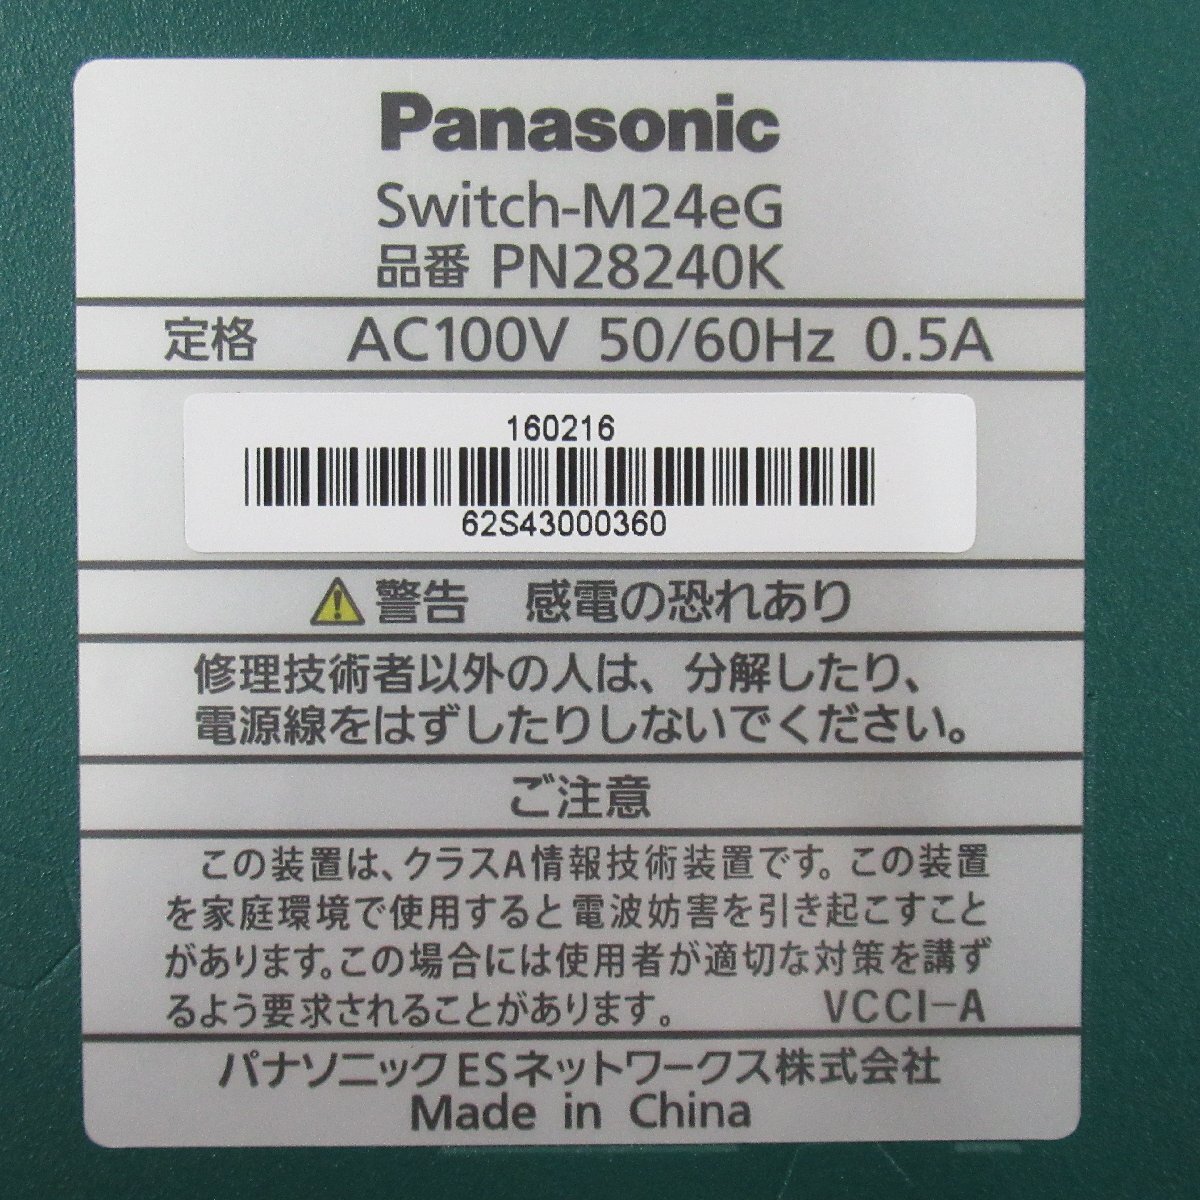 Panasonic
Switch-M24eG
品番 PN28240K
定格 AC100V 50/60Hz 0.5A
160216
62S43000360
警告 感電の恐れあり
修理技術者以外の人は、分解したり、
電源線をはずしたりしないでください。
ご注意
この装置は、クラスA情報技術装置です。この装置
を家庭環境で使用すると電波妨害を引き起こすこと
があります。この場合には使用者が適切な対策を講ず
るよう要求されることがあります。 VCCI-A
パナソニックESネットワークス株式会社
Made in China